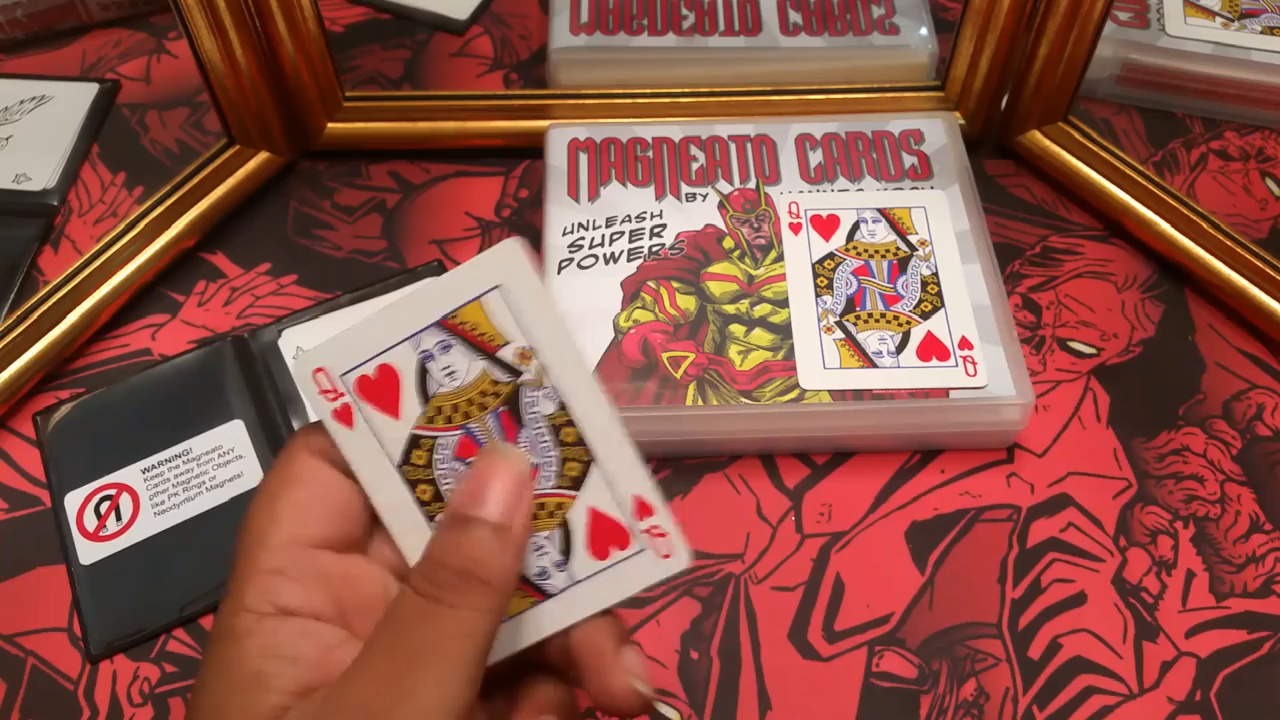 MAGNEATO CARDS
BY
UNLEASH
SUPER
POWERS
Q
Q
Q
Q
WARNING!
Keep the Magneato
Cards away from ANY
other Magnetic Objects,
like PK Rings or
Neodymium Magnets!